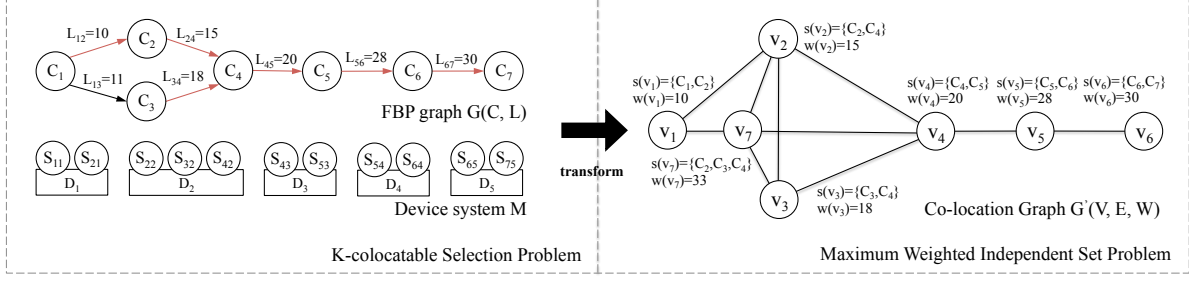 L₁₂=10
L₂₄=15
L₁₃=11
L₃₄=18
L₄₅=20
L₅₆=28
L₆₇=30
C₁
C₂
C₃
C₄
C₅
C₆
C₇
FBP graph G(C, L)
S₁₁ S₂₁
D₁
S₂₂ S₃₂ S₄₂
D₂
S₄₃ S₅₃
D₃
S₅₄ S₆₄
D₄
S₆₅ S₇₅
D₅
Device system M
K-colocatable Selection Problem
transform
s(v₂)={C₂,C₄}
w(v₂)=15
v₂
s(v₁)={C₁,C₂}
w(v₁)=10
v₁
v₇
s(v₇)={C₂,C₃,C₄}
w(v₇)=33
s(v₄)={C₄,C₅}
w(v₄)=20
v₄
s(v₅)={C₅,C₆}
w(v₅)=28
v₅
s(v₆)={C₆,C₇}
w(v₆)=30
v₆
s(v₃)={C₃,C₄}
w(v₃)=18
v₃
Co-location Graph G'(V, E, W)
Maximum Weighted Independent Set Problem